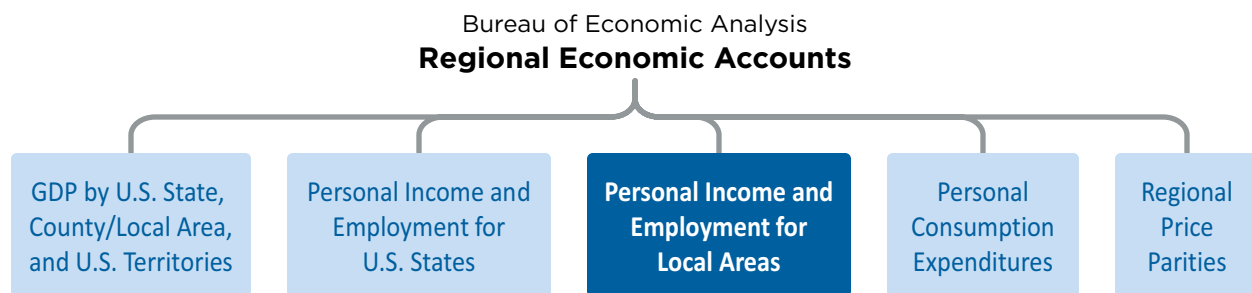 Bureau of Economic Analysis
Regional Economic Accounts
GDP by U.S. State,
County/Local Area,
and U.S. Territories
Personal Income and
Employment for
U.S. States
Personal Income and
Employment for
Local Areas
Personal
Consumption
Expenditures
Regional
Price
Parities